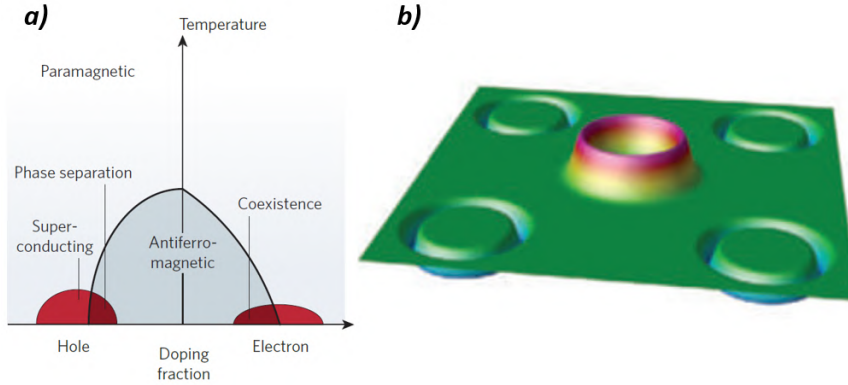 a)
b)
Temperature
Paramagnetic
Phase separation
Coexistence
Super-
conducting
Antiferro-
magnetic
Hole
Doping
fraction
Electron